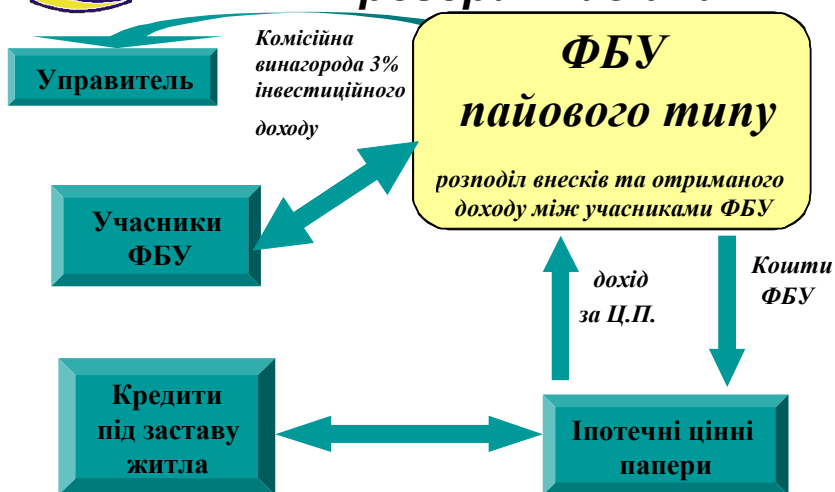 Управитель
Комісійна
винагорода 3%
інвестиційного
доходу
ФБУ
пайового типу
розподіл внесків та отриманого
доходу між учасниками ФБУ
Учасники
ФБУ
дохід
за Ц.П.
Кошти
ФБУ
Кредити
під заставу
житла
Іпотечні цінні
папери